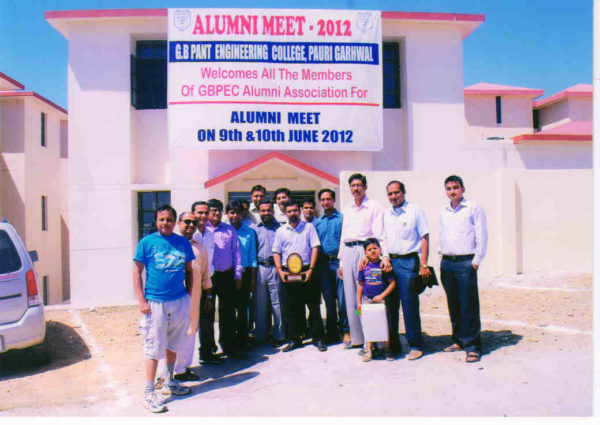 ALUMNI MEET - 2012
G.B PANT ENGINEERING COLLEGE, PAURI GARHWAL
Welcomes All The Members
Of GBPEC Alumni Association For
ALUMNI MEET
ON 9th &10th JUNE 2012